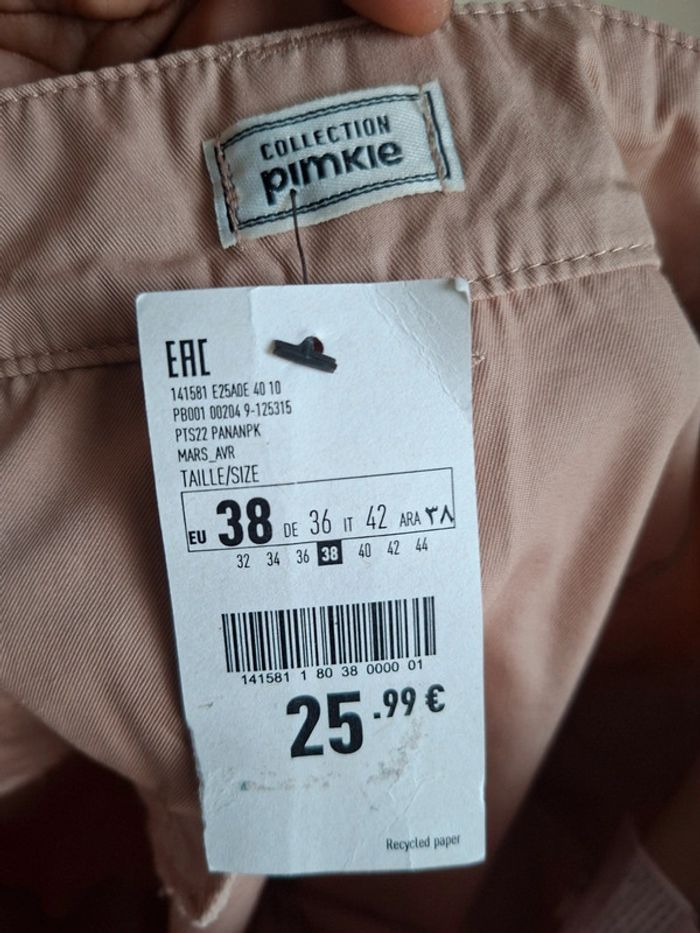 COLLECTION
pimkie
EAC
141581 E25A0E 40 10
PB001 00204 9-125315
PTS22 PANANPK
MARS_AVR
TAILLE/SIZE
EU 38 DE 36 IT 42 ARA ٣٨
32 34 36 38 40 42 44
141581 1 80 38 0000 01
25.99 €
Recycled paper